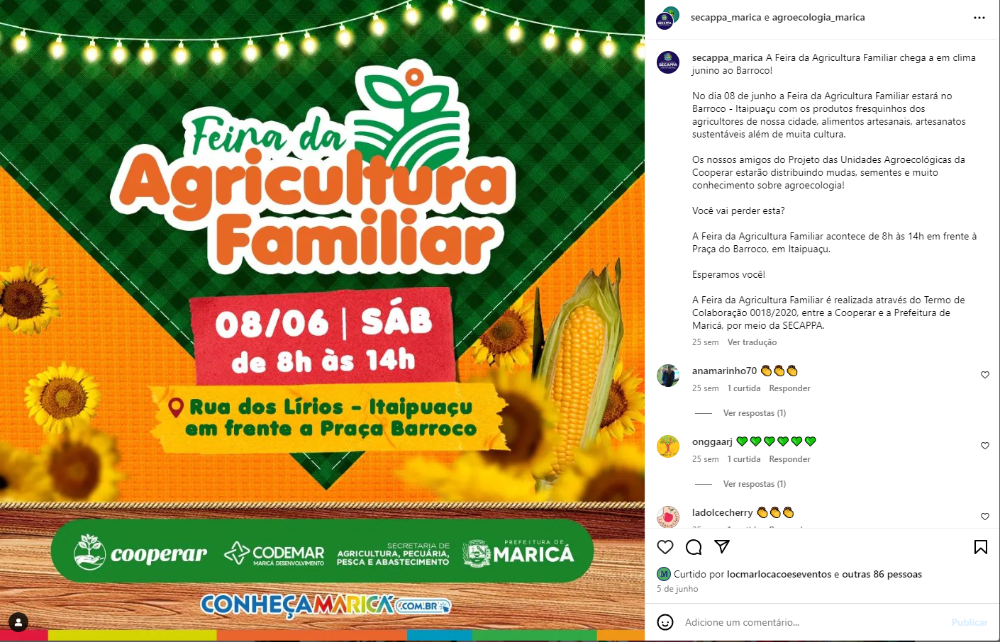 Feira da
Agricultura
Familiar
08/06 | SÁB
de 8h às 14h
Rua dos Lírios - Itaipuaçu
em frente a Praça Barroco
cooperar
CODEMAR
MARICÁ DESENVOLVIMENTO
SECRETARIA DE
AGRICULTURA, PECUÁRIA,
PESCA E ABASTECIMENTO
PREFEITURA DE
MARICÁ
CONHEÇAMARICÁ.COM.BR
secappa_marica e agroecologia_marica
secappa_marica A Feira da Agricultura Familiar chega a em clima
junino ao Barroco!
No dia 08 de junho a Feira da Agricultura Familiar estará no
Barroco - Itaipuaçu com os produtos fresquinhos dos
agricultores de nossa cidade, alimentos artesanais, artesanatos
sustentáveis além de muita cultura.
Os nossos amigos do Projeto das Unidades Agroecológicas da
Cooperar estarão distribuindo mudas, sementes e muito
conhecimento sobre agroecologia!
Você vai perder esta?
A Feira da Agricultura Familiar acontece de 8h às 14h em frente à
Praça do Barroco, em Itaipuaçu.
Esperamos você!
A Feira da Agricultura Familiar é realizada através do Termo de
Colaboração 0018/2020, entre a Cooperar e a Prefeitura de
Maricá, por meio da SECAPPA.
25 sem Ver tradução
anamarinho70 👏👏👏
25 sem 1 curtida Responder
Ver respostas (1)
onggaarj 💚💚💚💚💚💚
25 sem 1 curtida Responder
Ver respostas (1)
ladolcecherry 👏👏👏
Curtido por locmarlocacoeseventos e outras 86 pessoas
5 de junho
Adicione um comentário...
Publicar